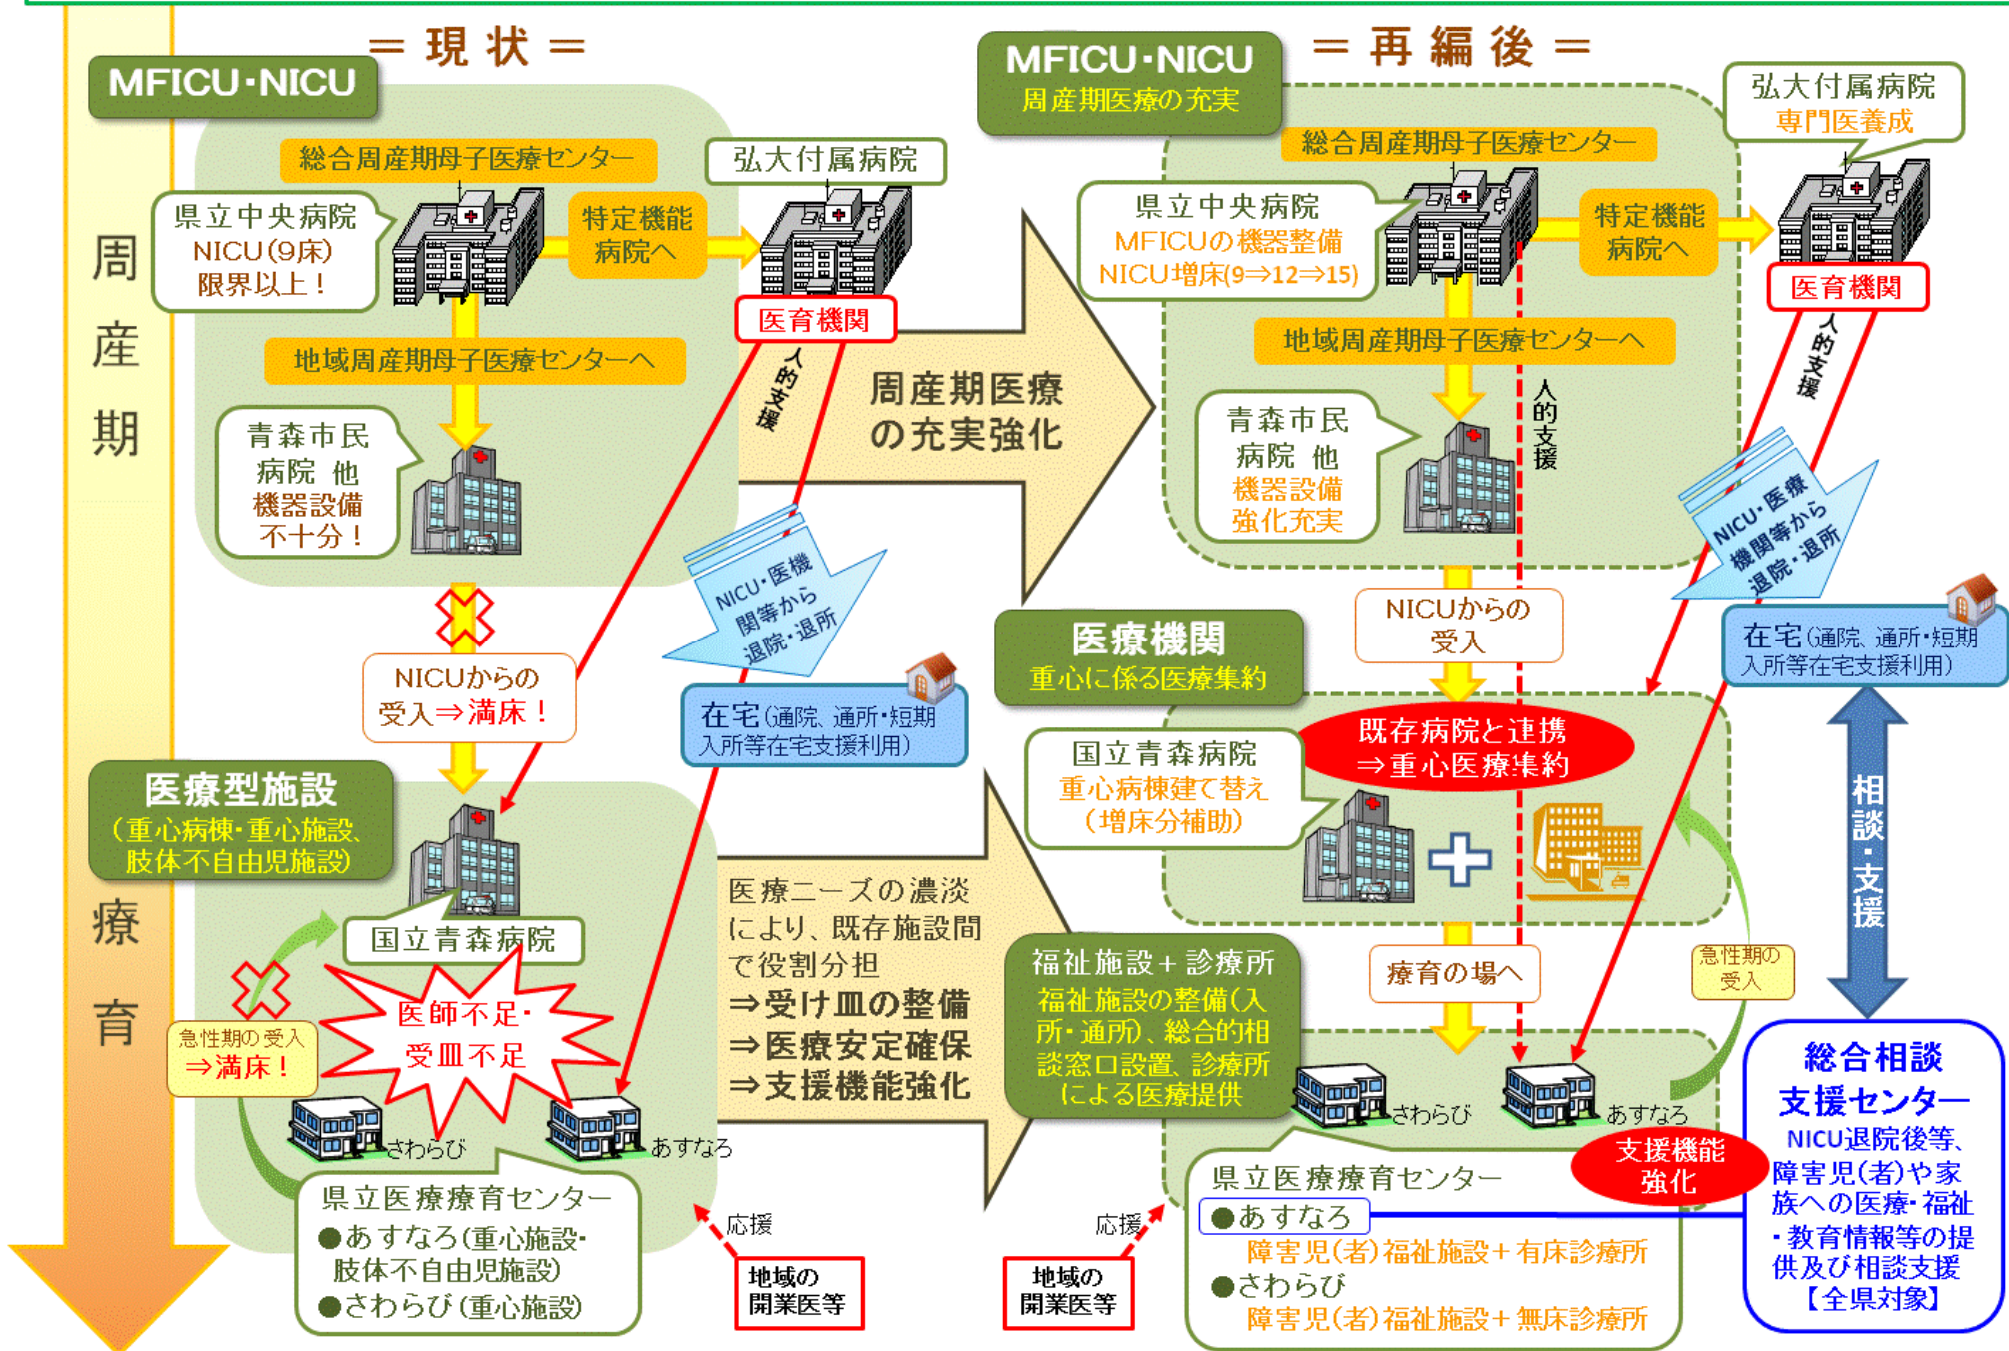 ＝現状＝
MFICU・NICU
総合周産期母子医療センター
県立中央病院
NICU(9床)
限界以上！
特定機能
病院へ
弘大付属病院
医育機関
人的支援
地域周産期母子医療センターへ
青森市民
病院 他
機器設備
不十分！
周産期
療育
NICU・医機
関等から
退院・退所
NICUからの
受入⇒満床！
在宅(通院、通所・短期
入所等在宅支援利用)
医療型施設
(重心病棟・重心施設、
肢体不自由児施設)
国立青森病院
医師不足・
受皿不足
急性期の受入
⇒満床！
さわらび
あすなろ
県立医療療育センター
●あすなろ(重心施設・
肢体不自由児施設)
●さわらび(重心施設)
応援
地域の
開業医等
周産期医療
の充実強化
医療ニーズの濃淡
により、既存施設間
で役割分担
⇒受け皿の整備
⇒医療安定確保
⇒支援機能強化
＝再編後＝
MFICU・NICU
周産期医療の充実
総合周産期母子医療センター
県立中央病院
MFICUの機器整備
NICU増床(9⇒12⇒15)
特定機能
病院へ
弘大付属病院
専門医養成
医育機関
人的支援
地域周産期母子医療センターへ
人的支援
青森市民
病院 他
機器設備
強化充実
NICU・医療
機関等から
退院・退所
NICUからの
受入
在宅(通院、通所・短期
入所等在宅支援利用)
医療機関
重心に係る医療集約
既存病院と連携
⇒重心医療集約
国立青森病院
重心病棟建て替え
(増床分補助)
相談・支援
福祉施設＋診療所
福祉施設の整備(入
所・通所)、総合的相
談窓口設置、診療所
による医療提供
療育の場へ
急性期の
受入
さわらび
あすなろ
支援機能
強化
県立医療療育センター
●あすなろ
障害児(者)福祉施設＋有床診療所
●さわらび
障害児(者)福祉施設＋無床診療所
応援
地域の
開業医等
総合相談
支援センター
NICU退院後等、
障害児(者)や家
族への医療・福祉
・教育情報等の提
供及び相談支援
【全県対象】